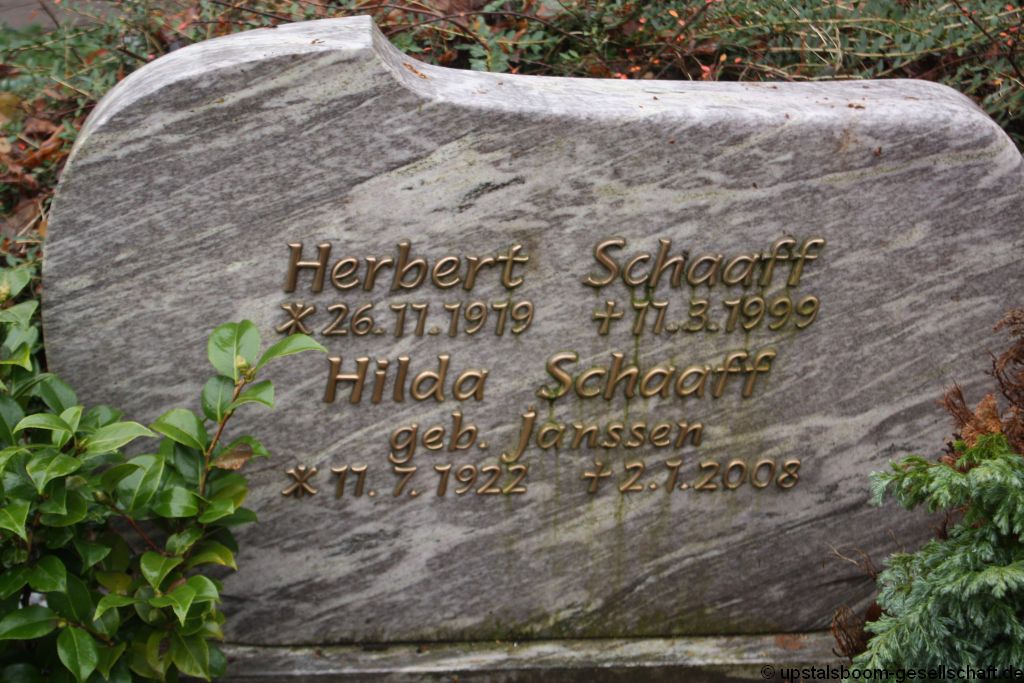 Herbert Schaaff
* 26.11.1919 † 11.3.1999
Hilda Schaaff
geb. Janssen
* 11.7.1922 † 2.1.2008
© upstalsboom-gesellschaft.de